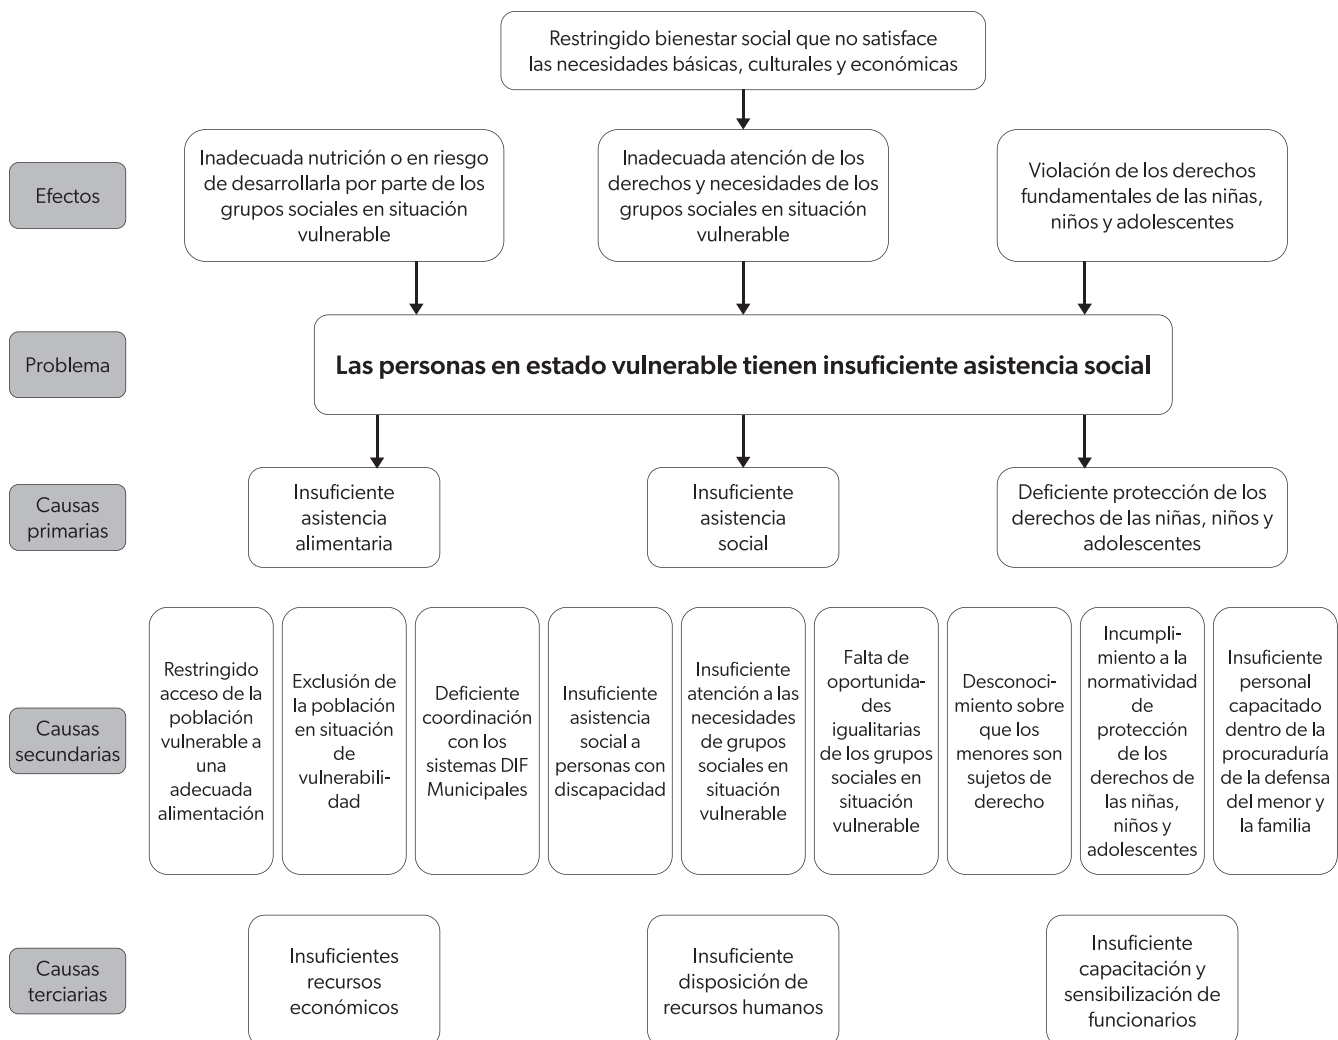 Restringido bienestar social que no satisface
las necesidades básicas, culturales y económicas
Efectos
Inadecuada nutrición o en riesgo
de desarrollarla por parte de los
grupos sociales en situación
vulnerable
Inadecuada atención de los
derechos y necesidades de los
grupos sociales en situación
vulnerable
Violación de los derechos
fundamentales de las niñas,
niños y adolescentes
Problema
Las personas en estado vulnerable tienen insuficiente asistencia social
Causas
primarias
Insuficiente
asistencia
alimentaria
Insuficiente
asistencia
social
Deficiente protección de los
derechos de las niñas, niños y
adolescentes
Causas
secundarias
Restringido
acceso de la
población
vulnerable a
una
adecuada
alimentación
Exclusión de
la población
en situación
de
vulnerabili-
dad
Deficiente
coordinación
con los
sistemas DIF
Municipales
Insuficiente
asistencia
social a
personas con
discapacidad
Insuficiente
atención a las
necesidades
de grupos
sociales en
situación
vulnerable
Falta de
oportunida-
des
igualitarias
de los grupos
sociales en
situación
vulnerable
Desconoci-
miento sobre
que los
menores son
sujetos de
derecho
Incumpli-
miento a la
normatividad
de
protección
de los
derechos de
las niñas,
niños y
adolescentes
Insuficiente
personal
capacitado
dentro de la
procuraduría
de la defensa
del menor y
la familia
Causas
terciarias
Insuficientes
recursos
económicos
Insuficiente
disposición de
recursos humanos
Insuficiente
capacitación y
sensibilización de
funcionarios